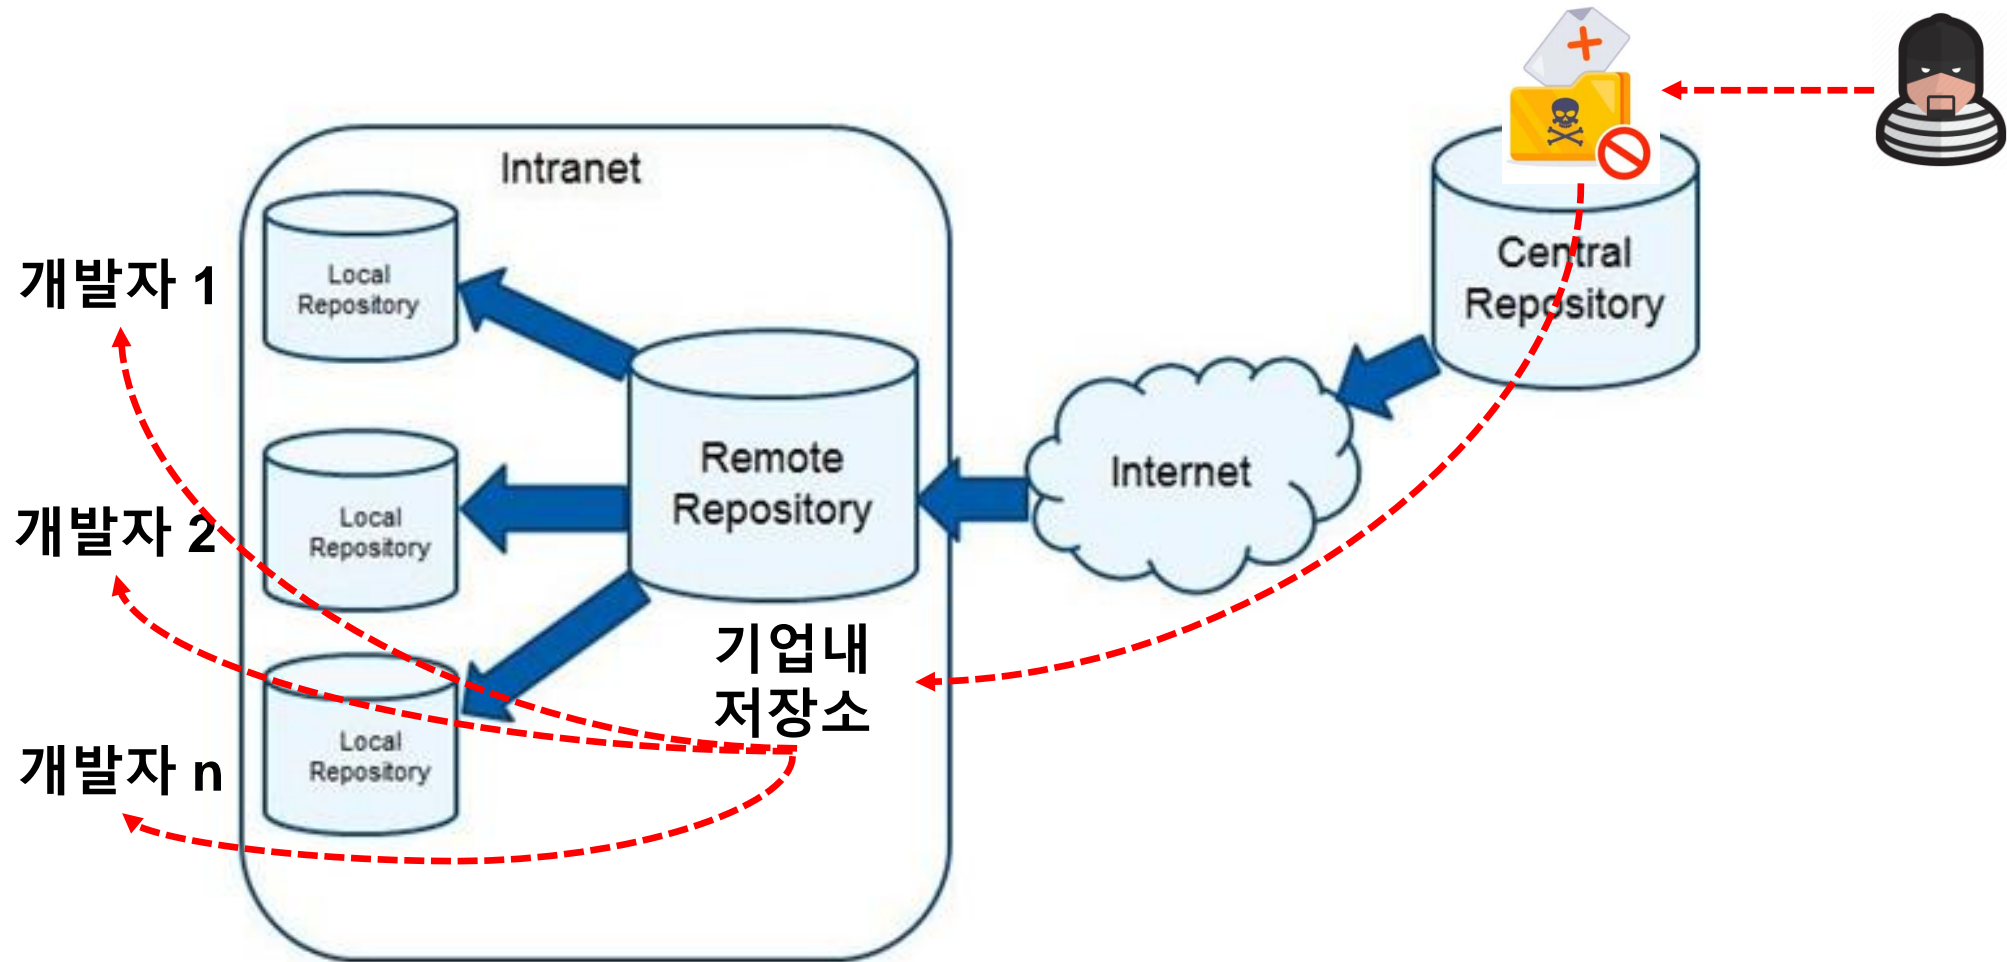 Intranet
개발자 1
Local
Repository
Central
Repository
Remote
Repository
Internet
개발자 2
Local
Repository
기업내
저장소
개발자 n
Local
Repository